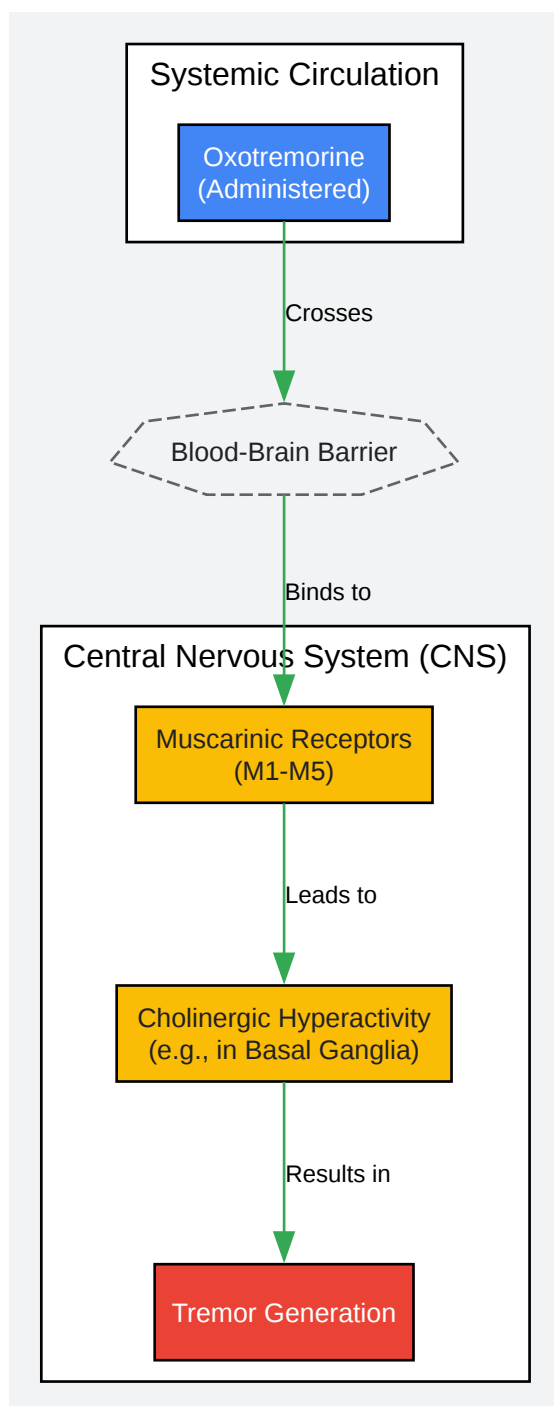 Systemic Circulation
Oxotremorine
(Administered)
Crosses
Blood-Brain Barrier
Binds to
Central Nervous System (CNS)
Muscarinic Receptors
(M1-M5)
Leads to
Cholinergic Hyperactivity
(e.g., in Basal Ganglia)
Results in
Tremor Generation